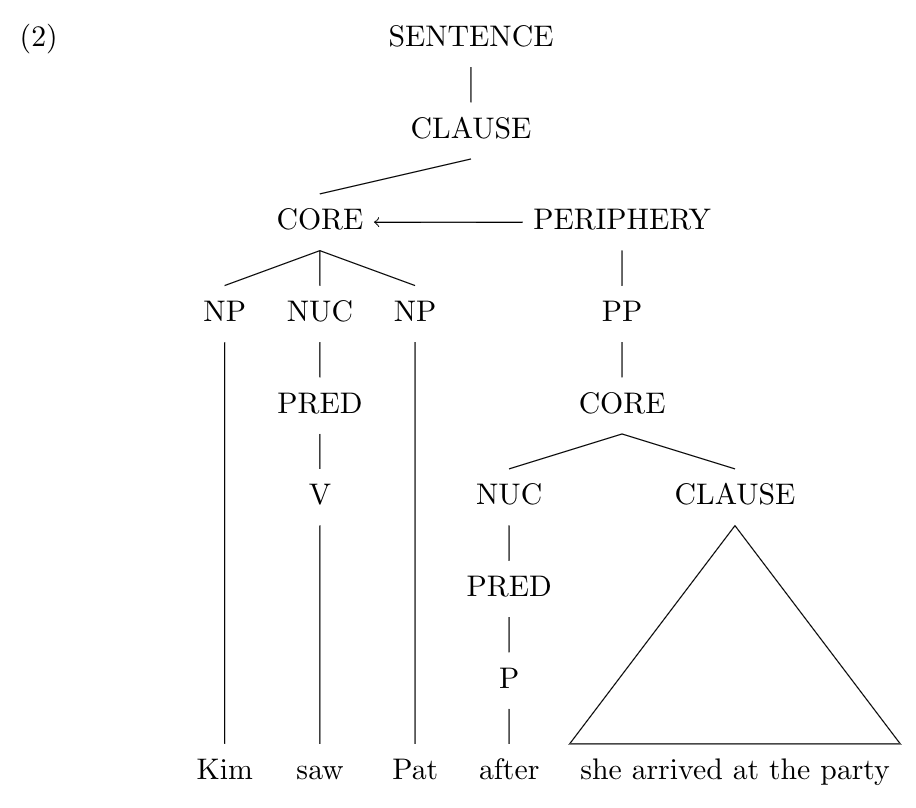 (2) SENTENCE
CLAUSE
CORE PERIPHERY
NP NUC NP PP
PRED CORE
V NUC CLAUSE
PRED
P
Kim saw Pat after she arrived at the party